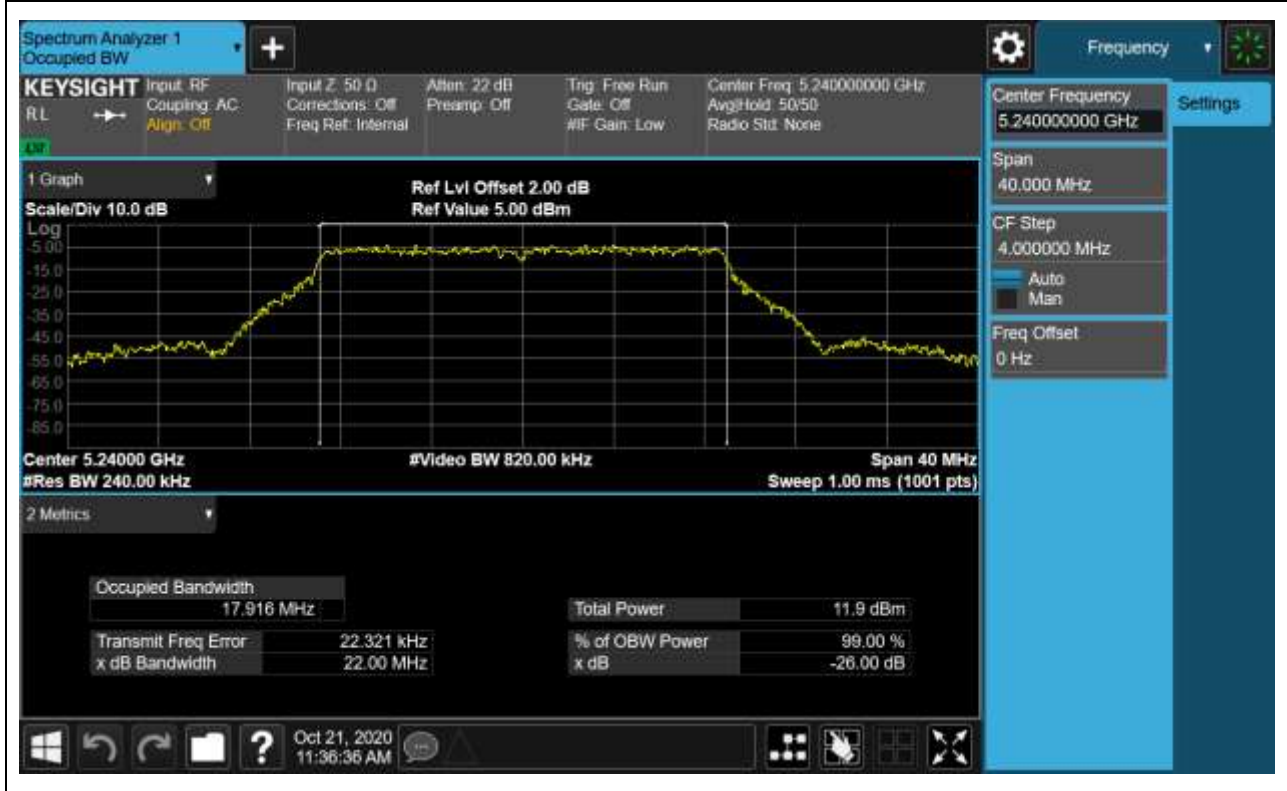 Spectrum Analyzer 1
Occupied BW
Frequency
KEYSIGHT
RL
Input: RF
Coupling: AC
Align: Off
Input Z: 50 Ω
Corrections: Off
Freq Ref: Internal
Atten: 22 dB
Preamp: Off
Trig: Free Run
Gate: Off
#IF Gain: Low
Center Freq: 5.240000000 GHz
Avg|Hold: 50/50
Radio Std: None
Center Frequency
5.240000000 GHz
Settings
Span
40.000 MHz
CF Step
4.000000 MHz
Auto
Man
Freq Offset
0 Hz
1 Graph
Scale/Div 10.0 dB
Ref Lvl Offset 2.00 dB
Ref Value 5.00 dBm
Log
-5.00
-15.0
-25.0
-35.0
-45.0
-55.0
-65.0
-75.0
-85.0
Center 5.24000 GHz
#Video BW 820.00 kHz
Span 40 MHz
#Res BW 240.00 kHz
Sweep 1.00 ms (1001 pts)
2 Metrics
Occupied Bandwidth
17.916 MHz
Total Power 11.9 dBm
Transmit Freq Error 22.321 kHz
% of OBW Power 99.00 %
x dB Bandwidth 22.00 MHz
x dB -26.00 dB
?
Oct 21, 2020
11:36:36 AM